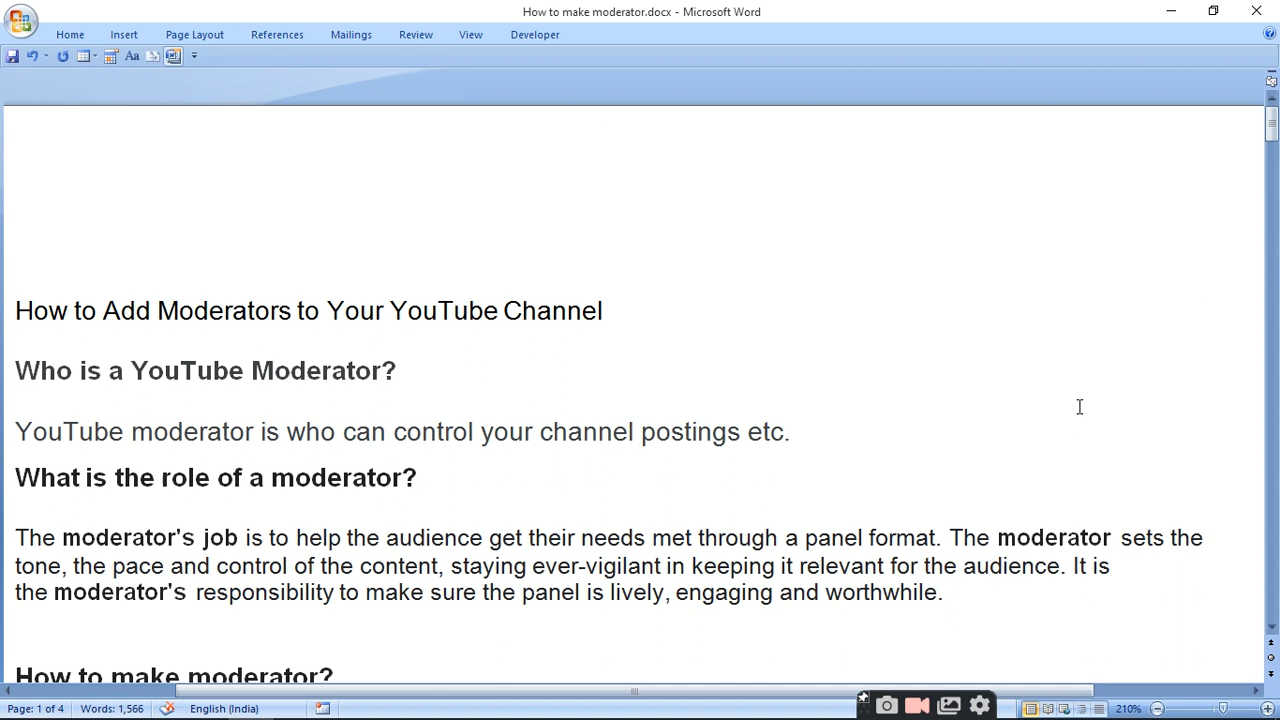 How to make moderator.docx - Microsoft Word
Home Insert Page Layout References Mailings Review View Developer
Aa
How to Add Moderators to Your YouTube Channel
Who is a YouTube Moderator?
YouTube moderator is who can control your channel postings etc.
What is the role of a moderator?
The moderator's job is to help the audience get their needs met through a panel format. The moderator sets the
tone, the pace and control of the content, staying ever-vigilant in keeping it relevant for the audience. It is
the moderator's responsibility to make sure the panel is lively, engaging and worthwhile.
How to make moderator?
Page: 1 of 4 Words: 1,566 English (India) 210%